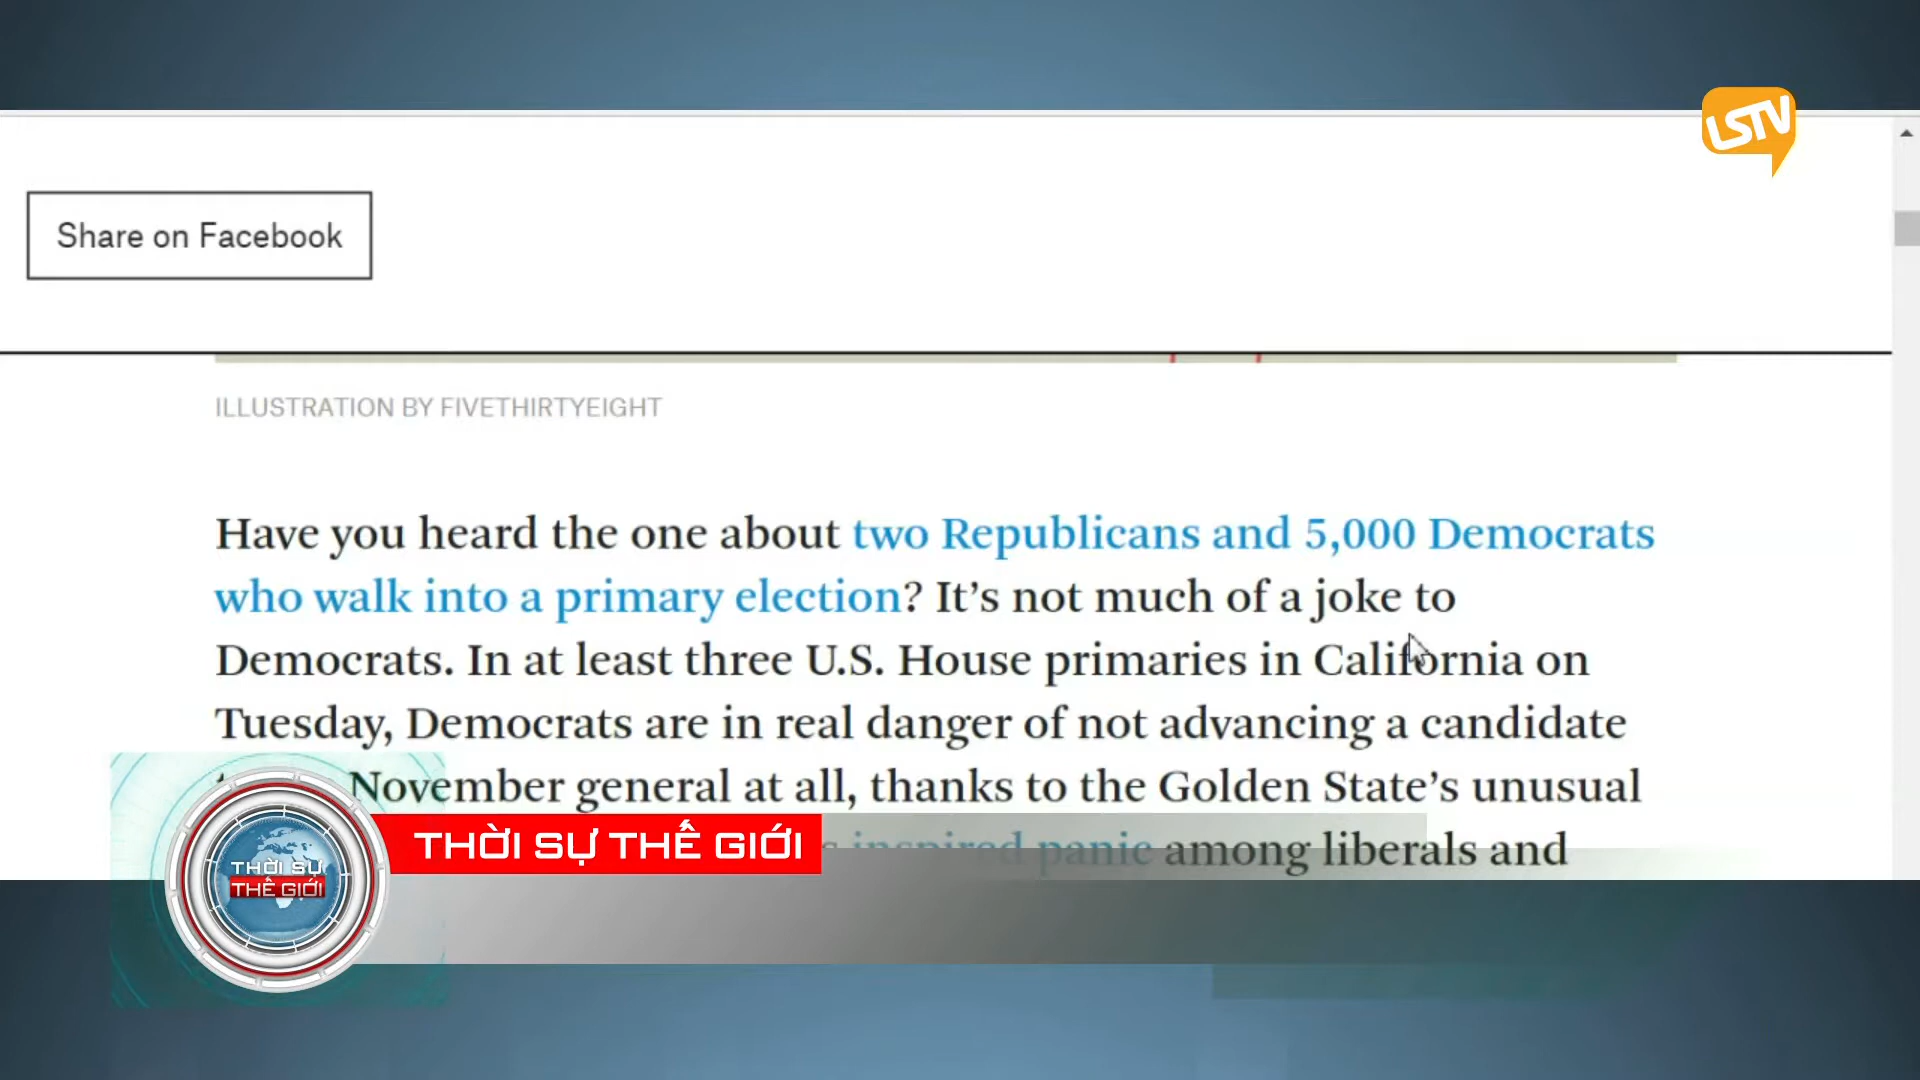 LSTV
Share on Facebook
ILLUSTRATION BY FIVETHIRTYEIGHT
Have you heard the one about two Republicans and 5,000 Democrats
who walk into a primary election? It’s not much of a joke to
Democrats. In at least three U.S. House primaries in California on
Tuesday, Democrats are in real danger of not advancing a candidate
November general at all, thanks to the Golden State’s unusual
inspired panic among liberals and
THỜI SỰ THẾ GIỚI
THỜI SỰ
THẾ GIỚI